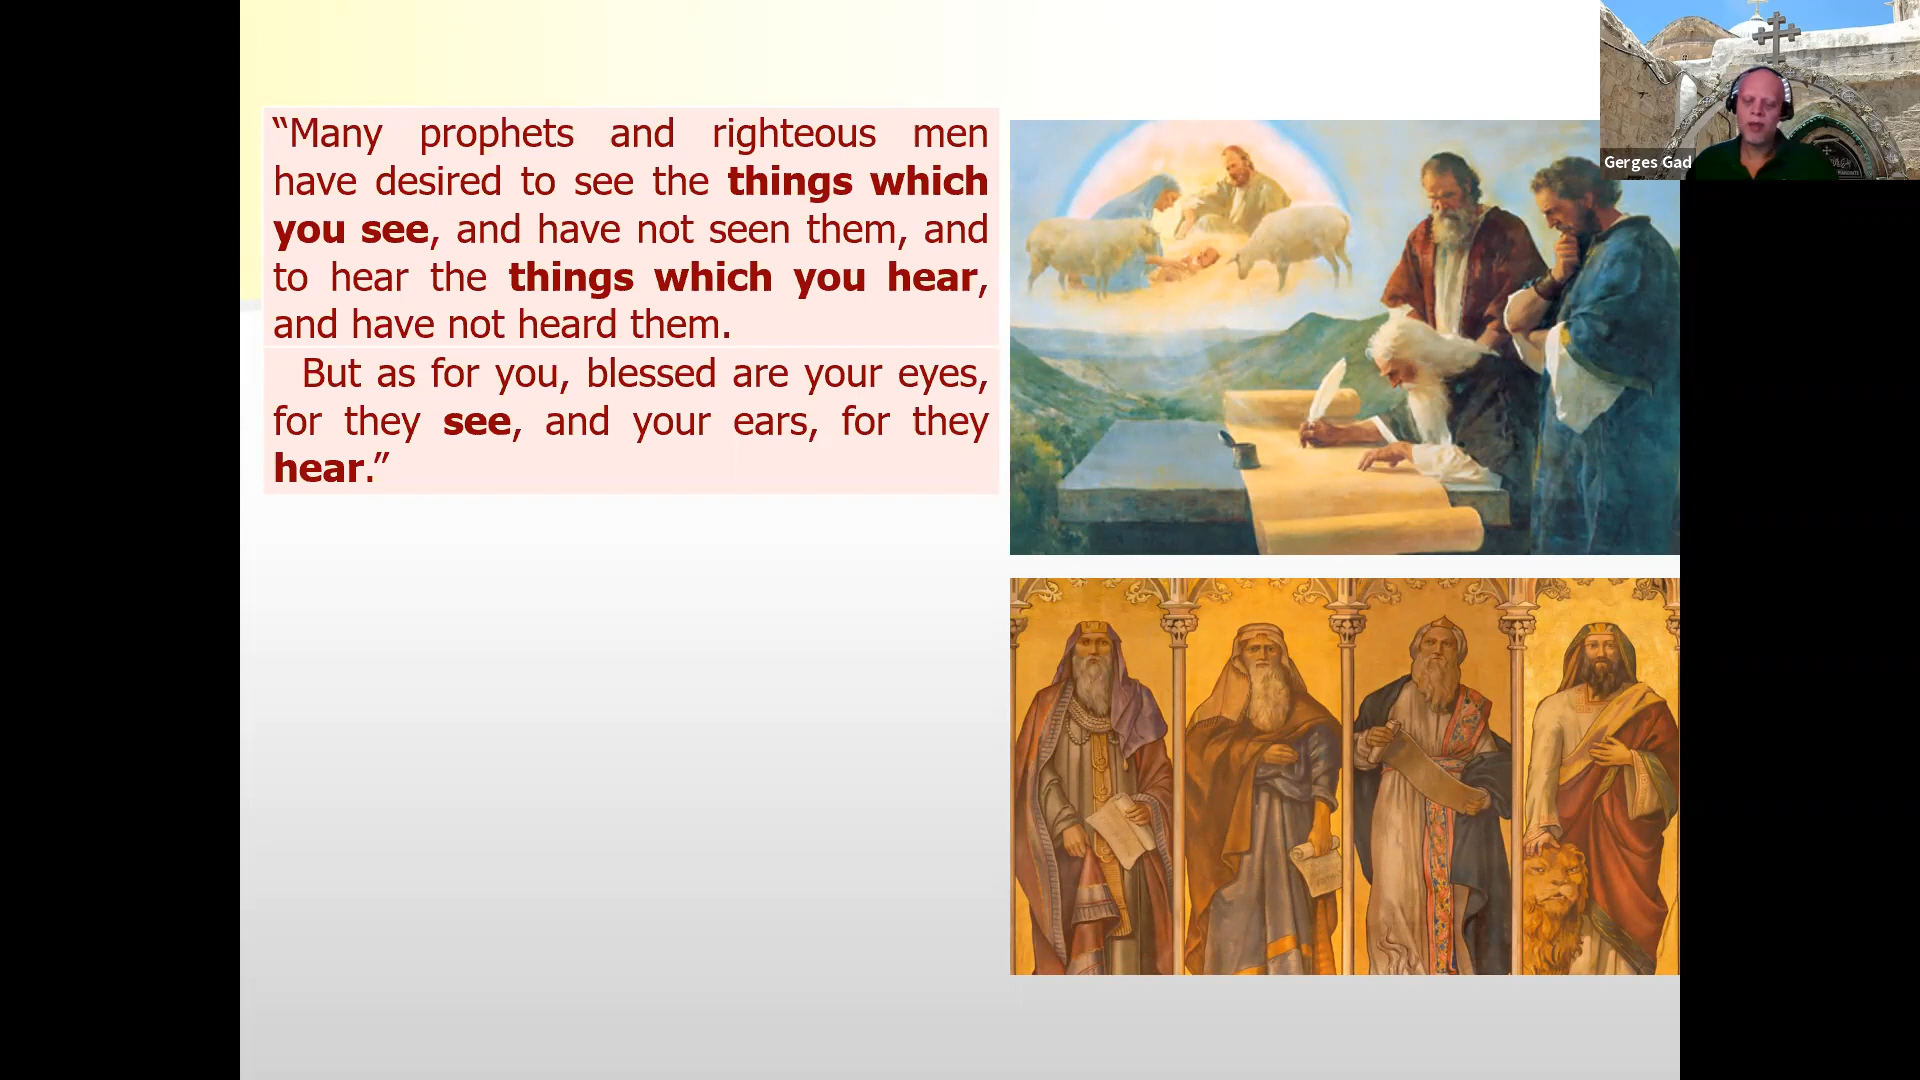 “Many prophets and righteous men
have desired to see the things which
you see, and have not seen them, and
to hear the things which you hear,
and have not heard them.
But as for you, blessed are your eyes,
for they see, and your ears, for they
hear.”
Gerges Gad